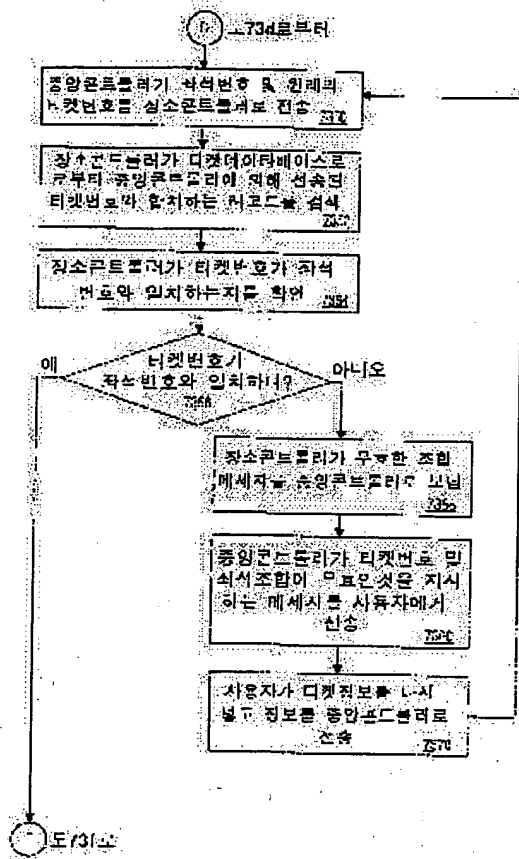 도73d로부터
중앙콘트롤러가 좌석번호 및 원래의
티켓번호를 장소콘트롤러로 전송
장소콘트롤러가 티켓데이타베이스로
부터 중앙콘트롤러에 의해 전송된
티켓번호와 일치하는 레코드를 검색
장소콘트롤러가 티켓번호가 좌석
번호와 일치하는지를 확인
티켓번호가
예
아니오
좌석번호와 일치하나?
장소콘트롤러가 무효한 조합
메세지를 중앙콘트롤러로 보냄
중앙콘트롤러가 티켓번호 및
좌석조합이 무효인것을 지시
하는 메세지를 사용자에게
전송
사용자가 티켓정보를 다시
넣고 정보를 중앙콘트롤러로
전송
7370
도73f로